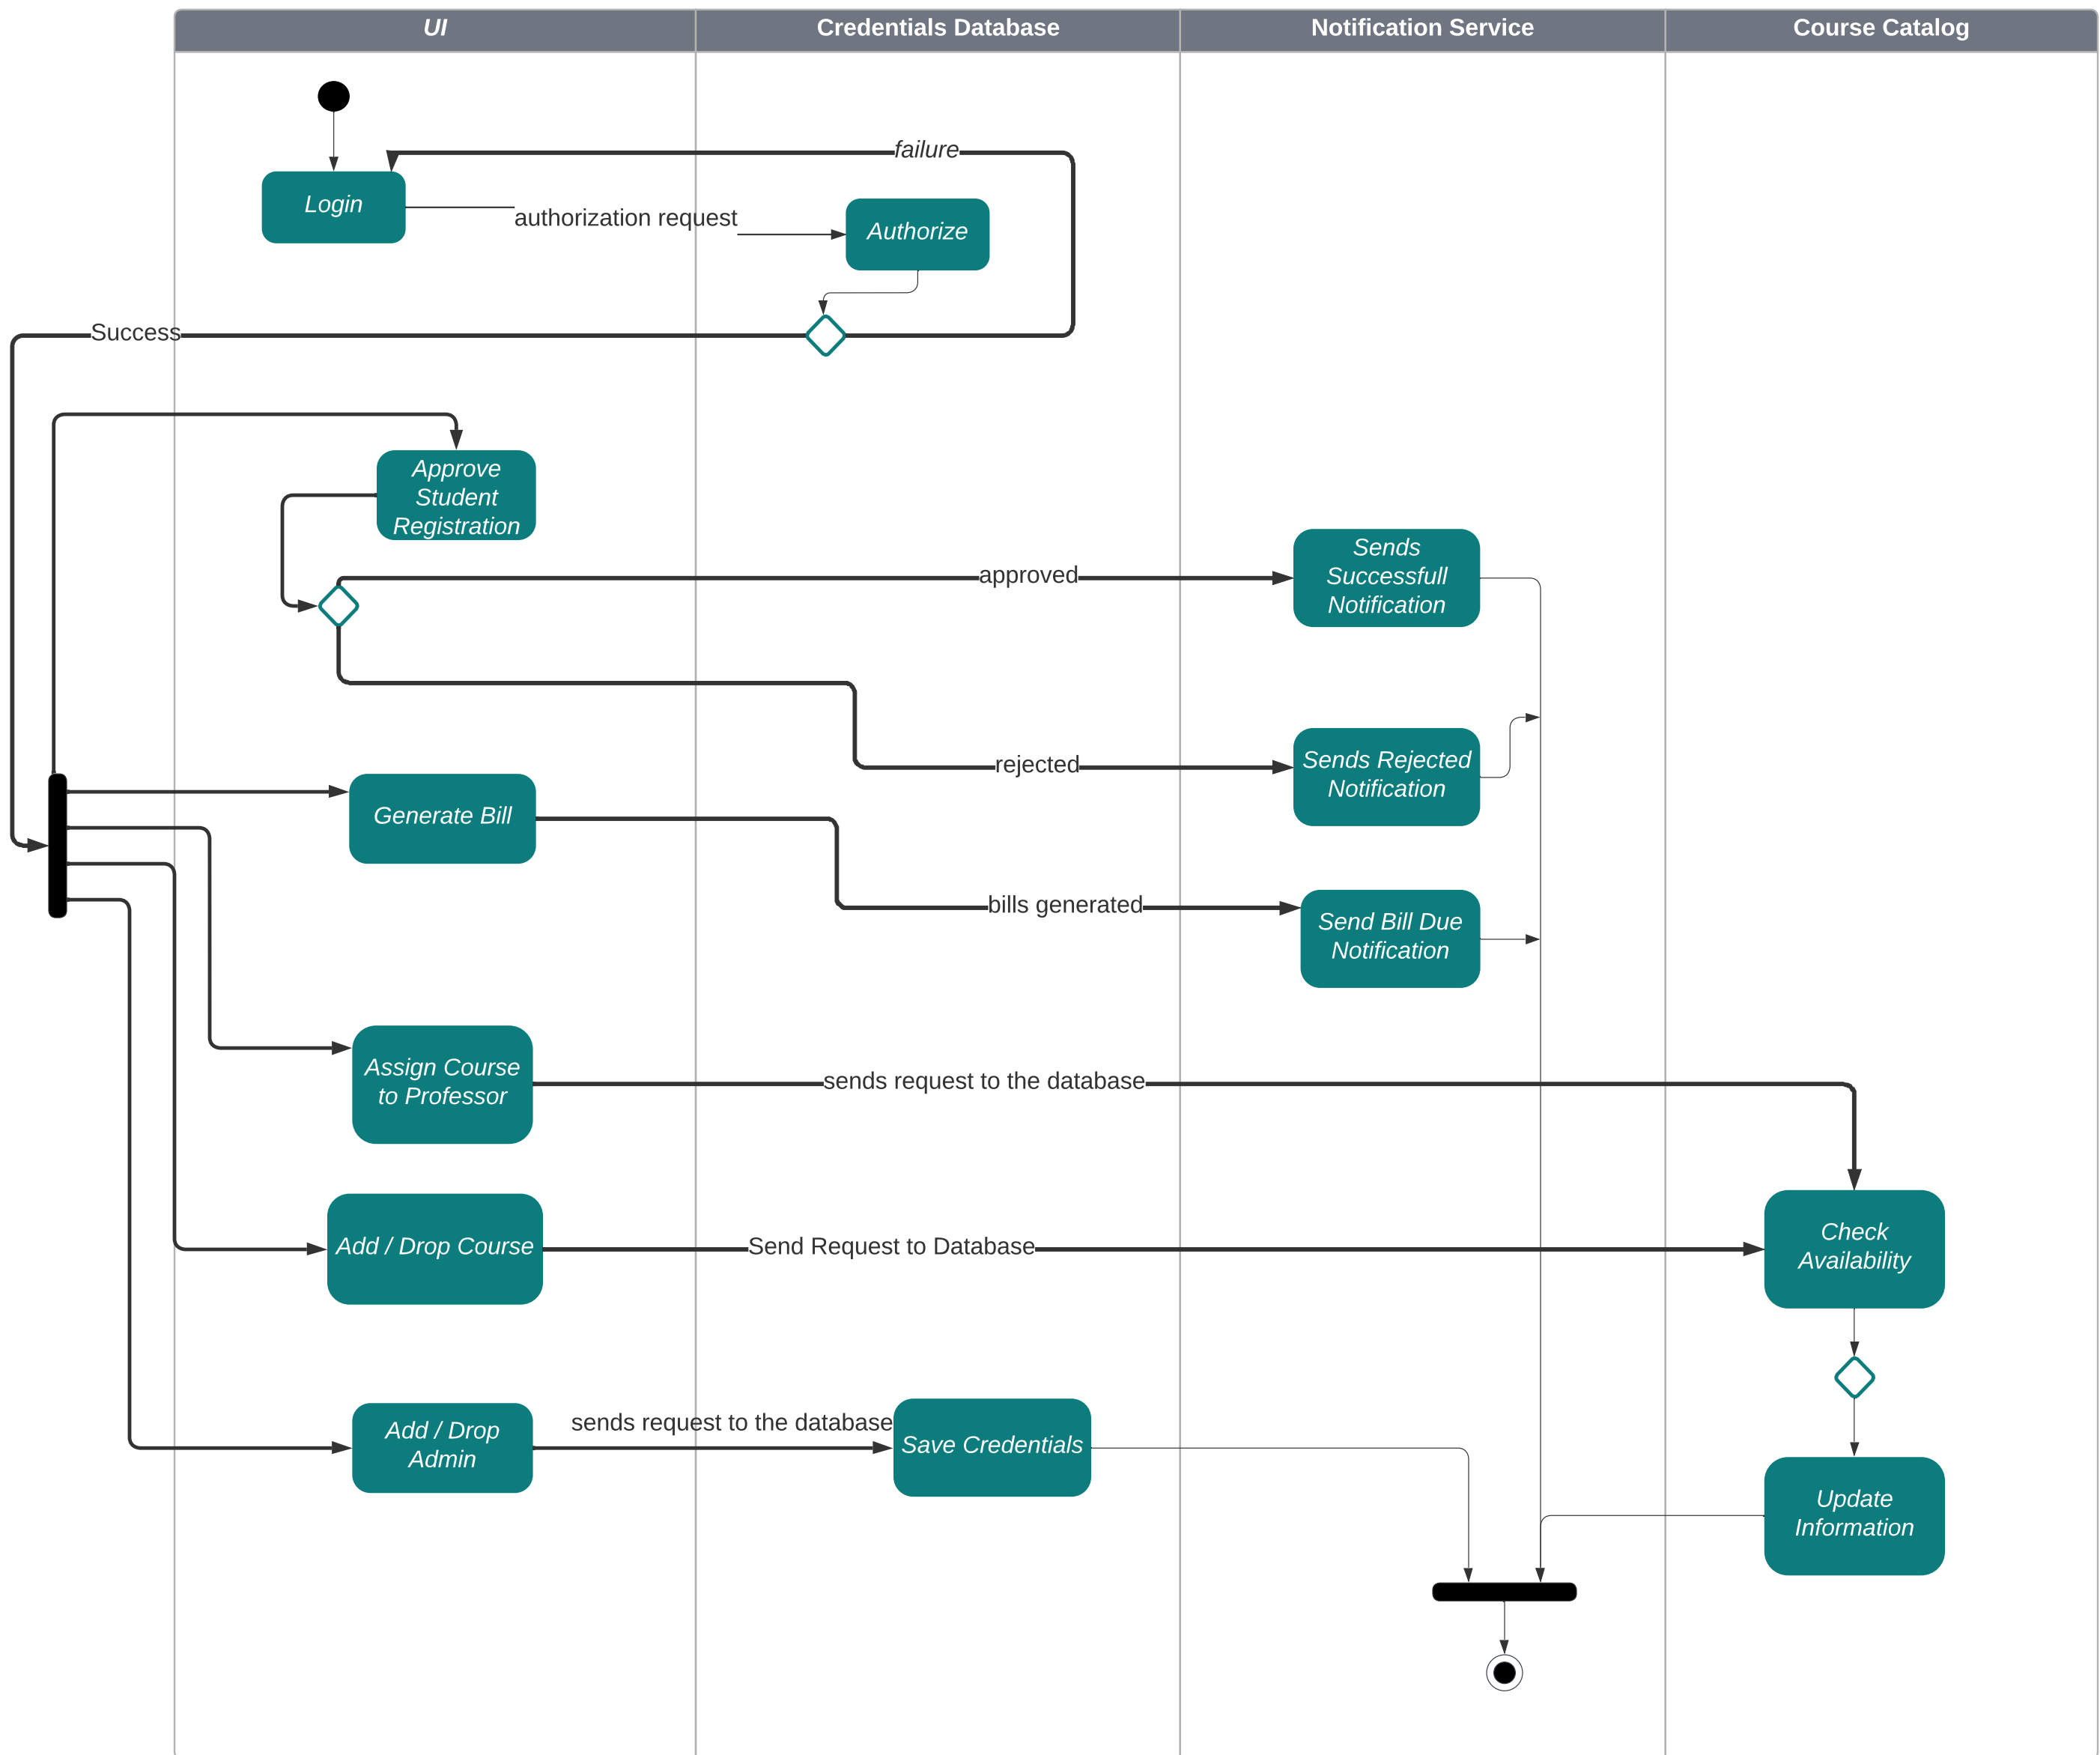 UI
Credentials Database
Notification Service
Course Catalog
failure
Login
authorization request
Authorize
Success
Approve
Student
Registration
approved
Sends
Successfull
Notification
rejected
Sends Rejected
Notification
Generate Bill
bills generated
Send Bill Due
Notification
Assign Course
to Professor
sends request to the database
Add / Drop Course
Send Request to Database
Check
Availability
Add / Drop
Admin
sends request to the database
Save Credentials
Update
Information